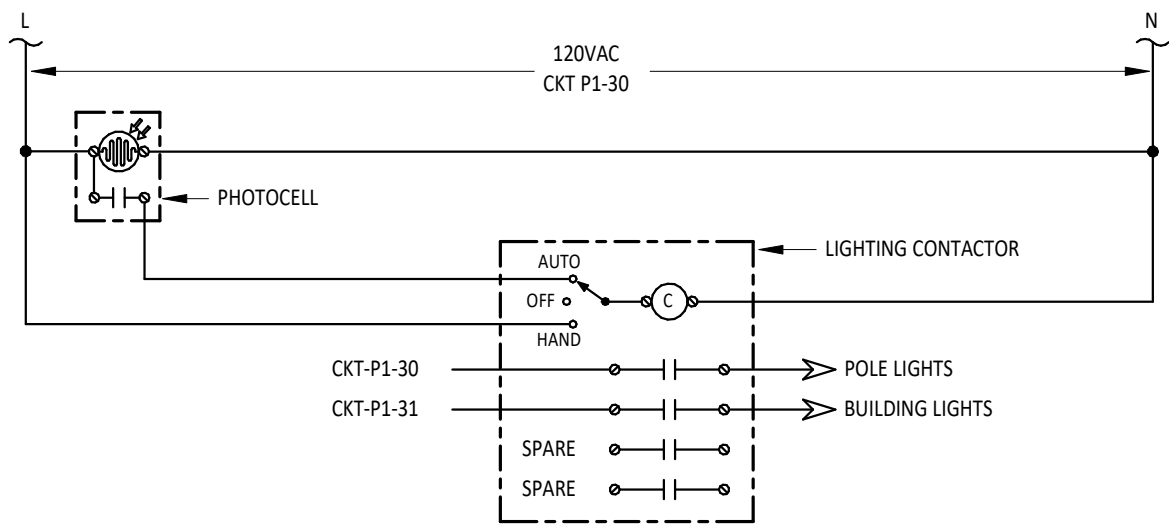 L
N
120VAC
CKT P1-30
PHOTOCELL
LIGHTING CONTACTOR
AUTO
OFF
C
HAND
CKT-P1-30
POLE LIGHTS
CKT-P1-31
BUILDING LIGHTS
SPARE
SPARE